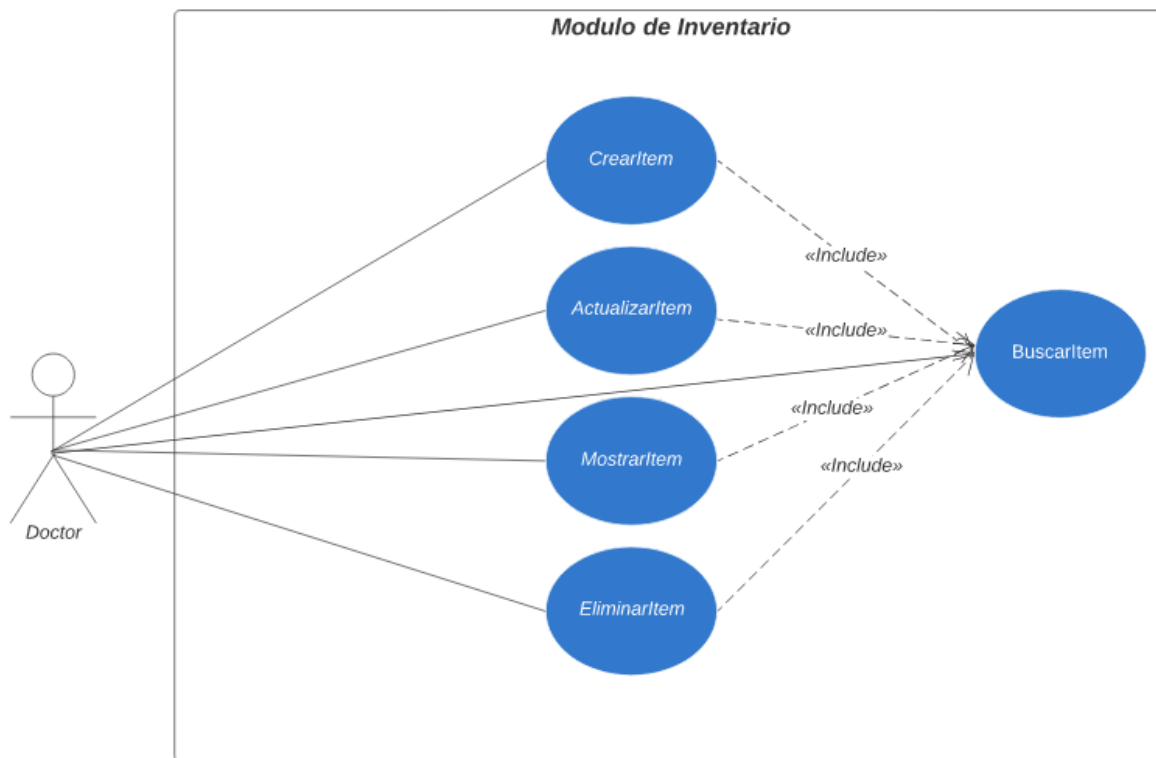 Modulo de Inventario
CrearItem
«Include»
ActualizarItem
«Include»
BuscarItem
«Include»
MostrarItem
«Include»
Doctor
EliminarItem